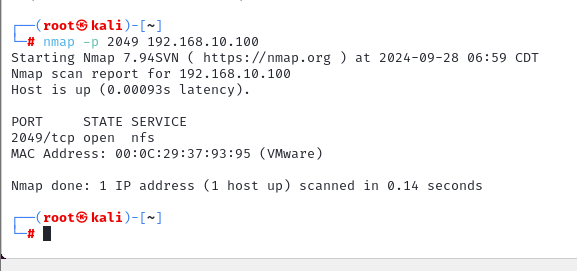 ┌──(root㉿kali)-[~]
└─# nmap -p 2049 192.168.10.100
Starting Nmap 7.94SVN ( https://nmap.org ) at 2024-09-28 06:59 CDT
Nmap scan report for 192.168.10.100
Host is up (0.00093s latency).
PORT     STATE SERVICE
2049/tcp open  nfs
MAC Address: 00:0C:29:37:93:95 (VMware)
Nmap done: 1 IP address (1 host up) scanned in 0.14 seconds
┌──(root㉿kali)-[~]
└─#